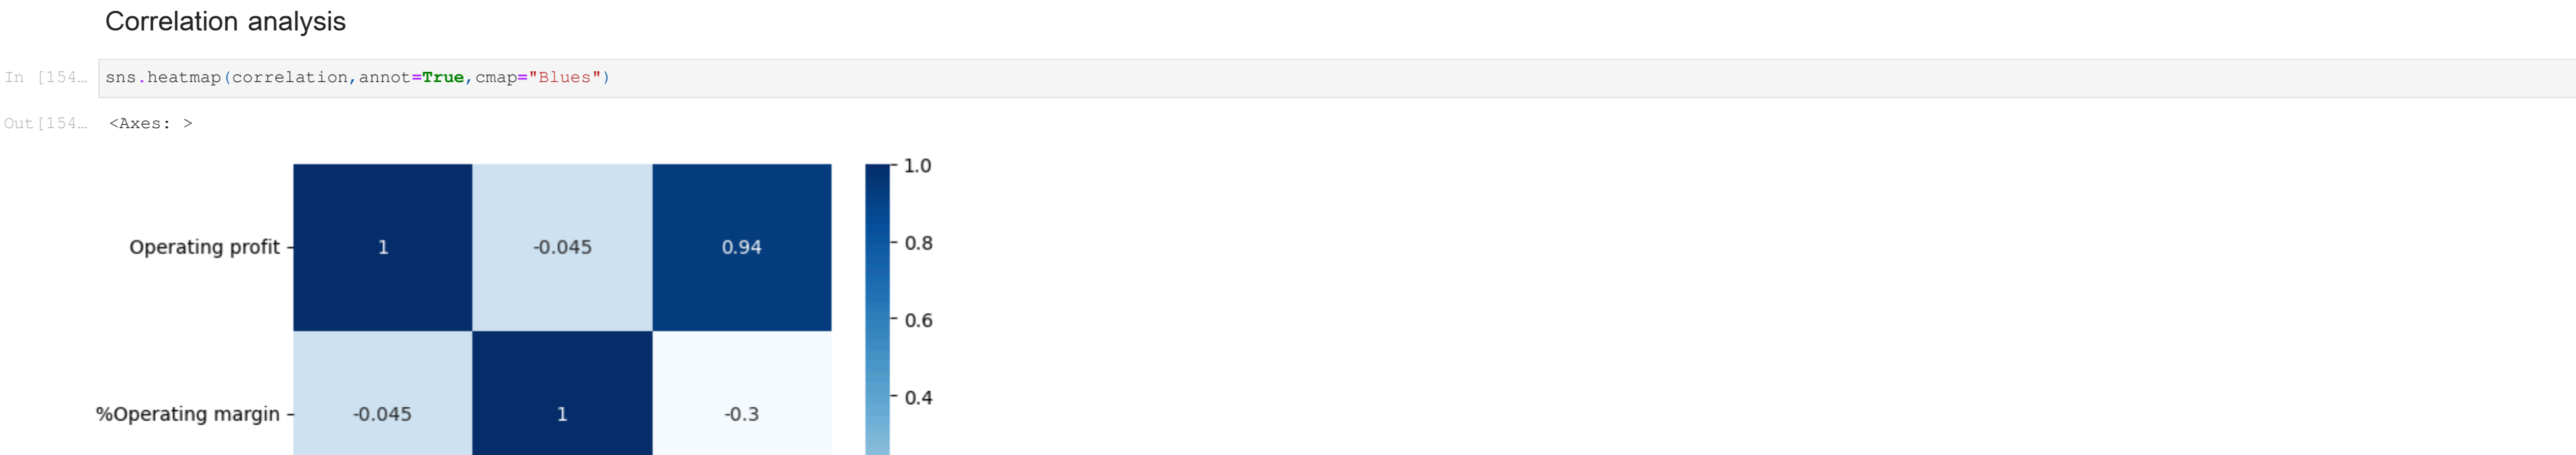 Correlation analysis
In [154… sns.heatmap(correlation,annot=True,cmap="Blues")
Out[154… <Axes: >
1.0
Operating profit 1 -0.045 0.94
0.8
0.6
0.4
%Operating margin -0.045 1 -0.3